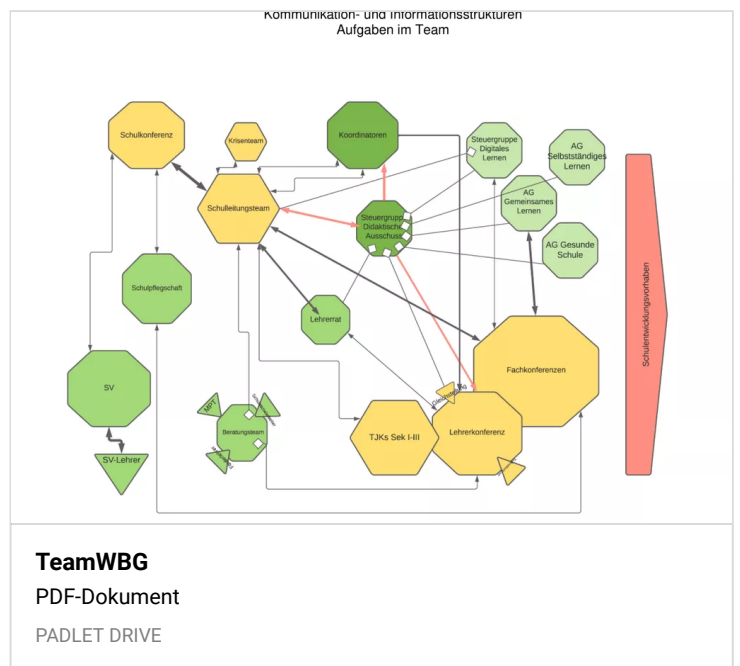 Kommunikation- und Informationsstrukturen
Aufgaben im Team
Schulkonferenz
Krisenteam
Koordinatoren
Steuergruppe
Digitales
Lernen
AG
Selbstständiges
Lernen
AG
Gemeinsames
Lernen
Schulleitungsteam
Steuergruppe
Didaktischer
Ausschuss
AG Gesunde
Schule
Schulpflegschaft
Lehrerrat
Schulentwicklungsvorhaben
Fachkonferenzen
SV
MPT
Beratungsteam
TJKs Sek I-III
Lehrerkonferenz
SV-Lehrer
TeamWBG
PDF-Dokument
PADLET DRIVE